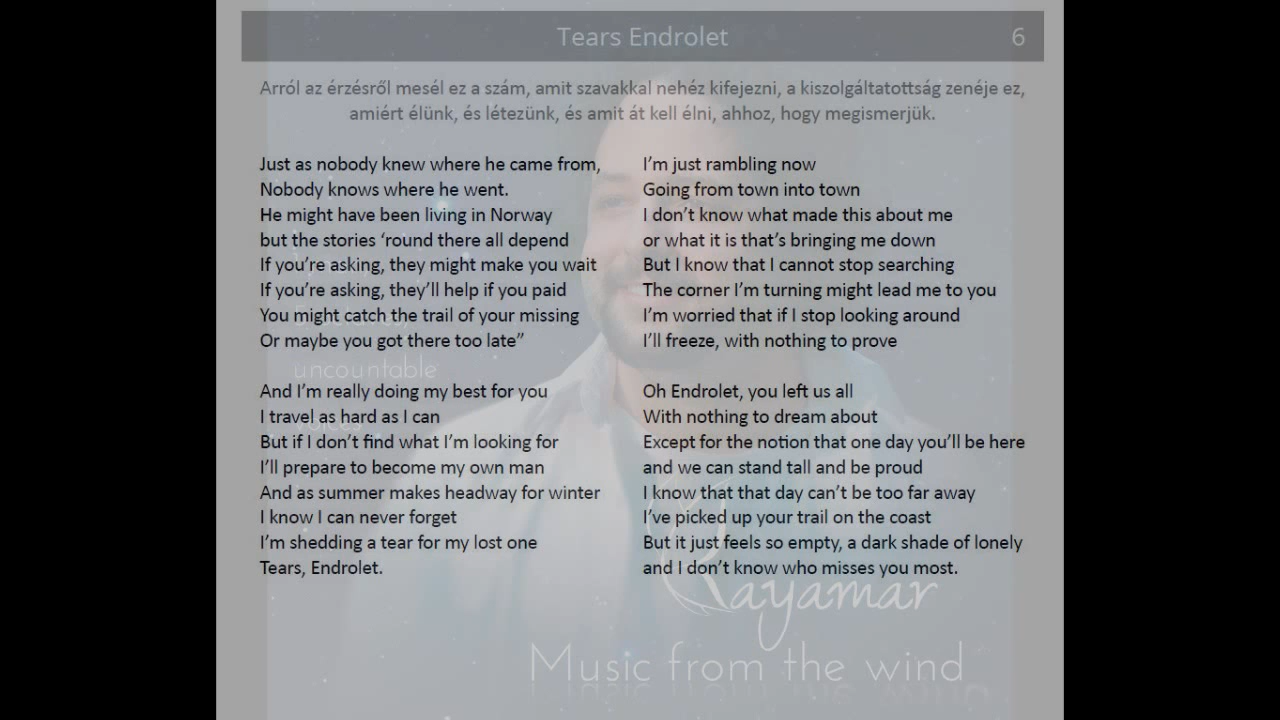 Tears Endrolet 6
Arról az érzésről mesél ez a szám, amit szavakkal nehéz kifejezni, a kiszolgáltatottság zenéje ez,
amiért élünk, és létezünk, és amit át kell élni, ahhoz, hogy megismerjük.
Just as nobody knew where he came from,
Nobody knows where he went.
He might have been living in Norway
but the stories ‘round there all depend
If you’re asking, they might make you wait
If you’re asking, they’ll help if you paid
You might catch the trail of your missing
Or maybe you got there too late”
And I’m really doing my best for you
I travel as hard as I can
But if I don’t find what I’m looking for
I’ll prepare to become my own man
And as summer makes headway for winter
I know I can never forget
I’m shedding a tear for my lost one
Tears, Endrolet.
I’m just rambling now
Going from town into town
I don’t know what made this about me
or what it is that’s bringing me down
But I know that I cannot stop searching
The corner I’m turning might lead me to you
I’m worried that if I stop looking around
I’ll freeze, with nothing to prove
Oh Endrolet, you left us all
With nothing to dream about
Except for the notion that one day you’ll be here
and we can stand tall and be proud
I know that that day can’t be too far away
I’ve picked up your trail on the coast
But it just feels so empty, a dark shade of lonely
and I don’t know who misses you most.
uncountable
voices
Rayamar
Music from the wind